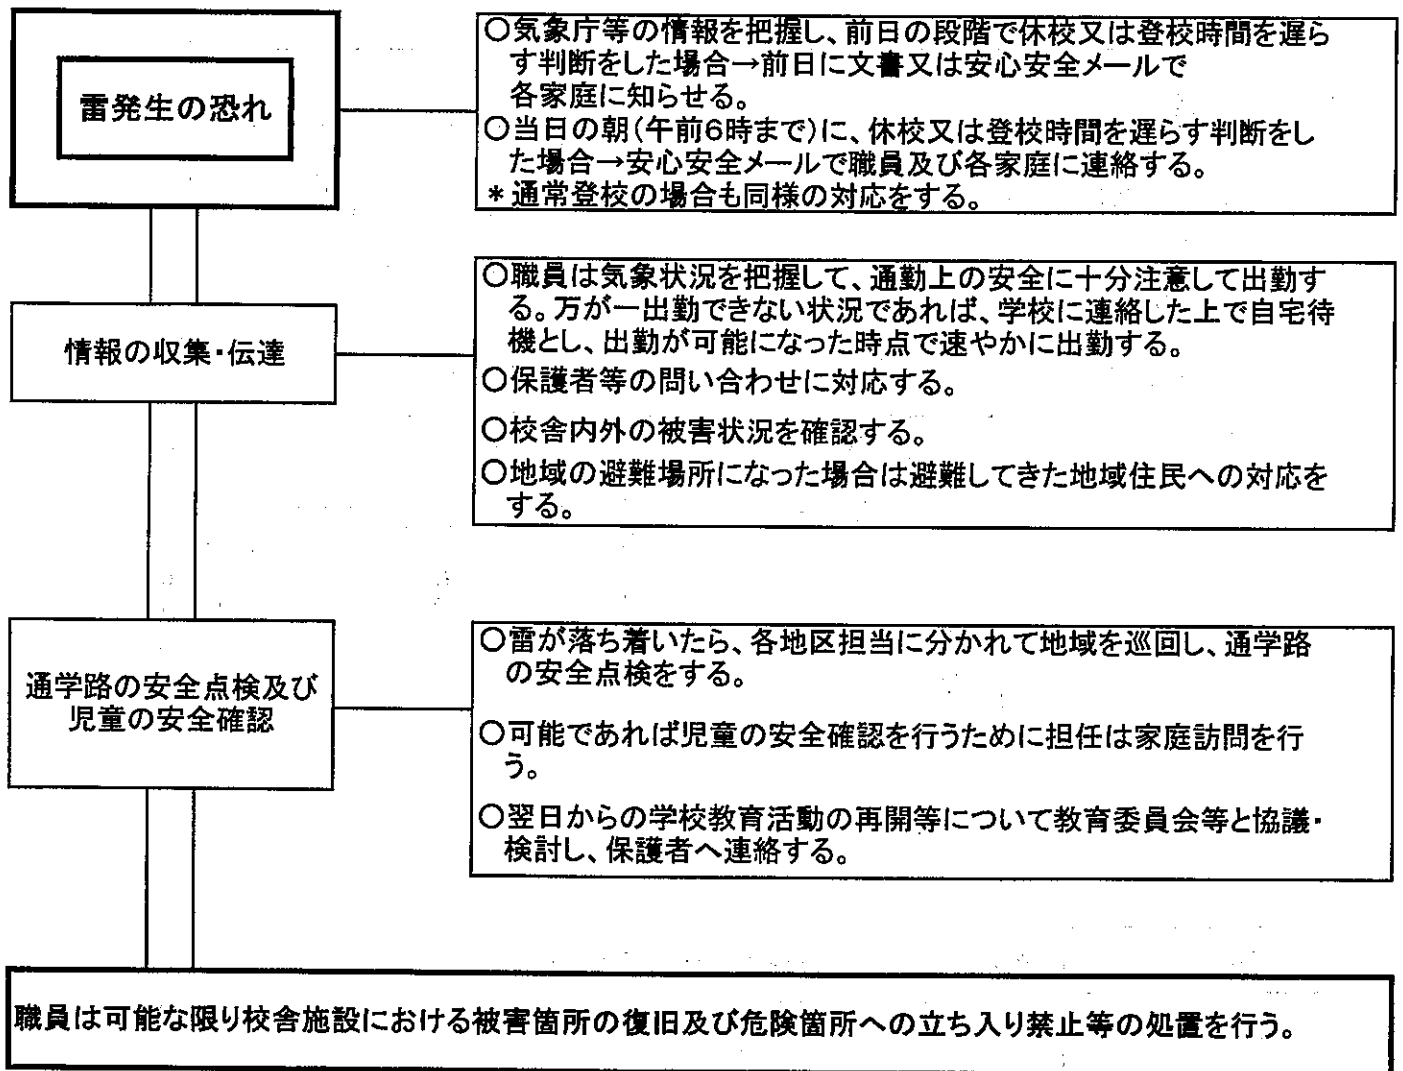 雷発生の恐れ
○気象庁等の情報を把握し、前日の段階で休校又は登校時間を遅ら
す判断をした場合→前日に文書又は安心安全メールで
各家庭に知らせる。
○当日の朝(午前6時まで)に、休校又は登校時間を遅らす判断をし
た場合→安心安全メールで職員及び各家庭に連絡する。
*通常登校の場合も同様の対応をする。
情報の収集・伝達
○職員は気象状況を把握して、通勤上の安全に十分注意して出勤す
る。万が一出勤できない状況であれば、学校に連絡した上で自宅待
機とし、出勤が可能になった時点で速やかに出勤する。
○保護者等の問い合わせに対応する。
○校舎内外の被害状況を確認する。
○地域の避難場所になった場合は避難してきた地域住民への対応を
する。
通学路の安全点検及び
児童の安全確認
○雷が落ち着いたら、各地区担当に分かれて地域を巡回し、通学路
の安全点検をする。
○可能であれば児童の安全確認を行うために担任は家庭訪問を行
う。
○翌日からの学校教育活動の再開等について教育委員会等と協議・
検討し、保護者へ連絡する。
職員は可能な限り校舎施設における被害箇所の復旧及び危険箇所への立ち入り禁止等の処置を行う。